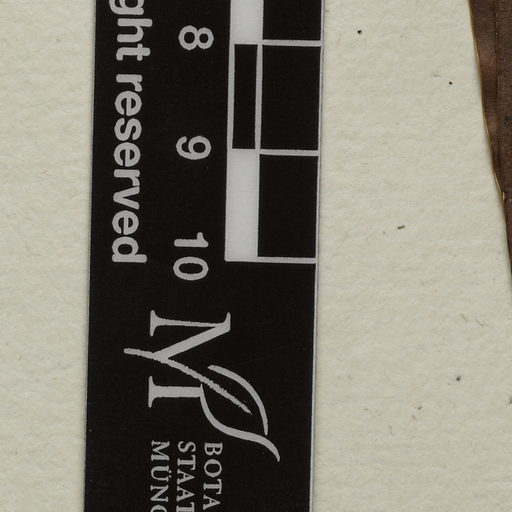 ght reserved
8
9
10
M
BOTA
STAAT
MÜNC